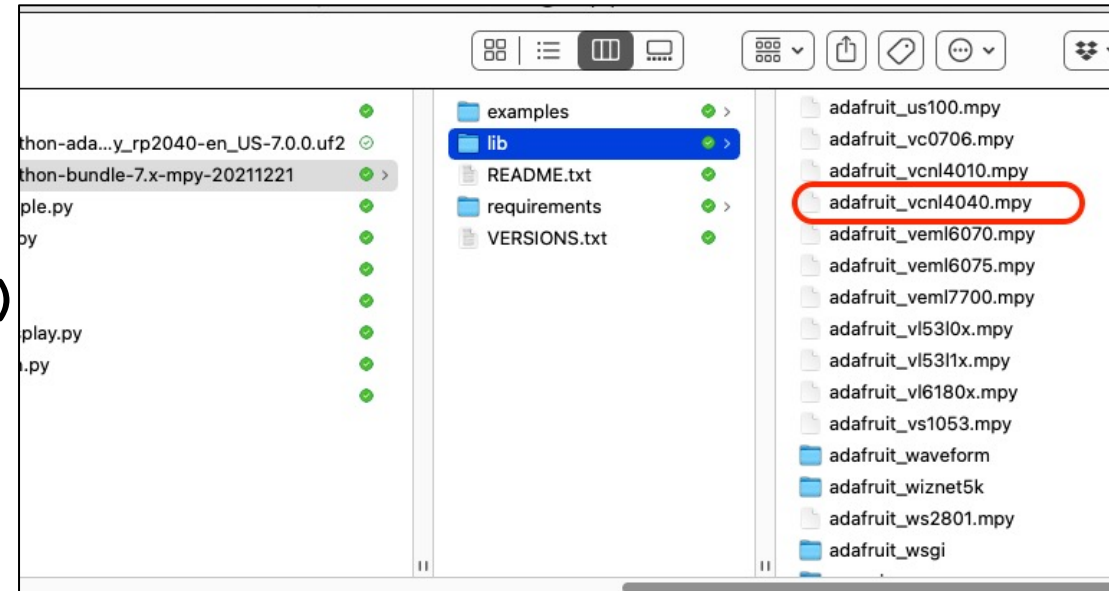 )
thon-ada...y_rp2040-en_US-7.0.0.uf2
thon-bundle-7.x-mpy-20211221
ple.py
py
play.py
.py
examples
lib
README.txt
requirements
VERSIONS.txt
adafruit_us100.mpy
adafruit_vc0706.mpy
adafruit_vcnl4010.mpy
adafruit_vcnl4040.mpy
adafruit_veml6070.mpy
adafruit_veml6075.mpy
adafruit_veml7700.mpy
adafruit_vl53l0x.mpy
adafruit_vl53l1x.mpy
adafruit_vl6180x.mpy
adafruit_vs1053.mpy
adafruit_waveform
adafruit_wiznet5k
adafruit_ws2801.mpy
adafruit_wsgi